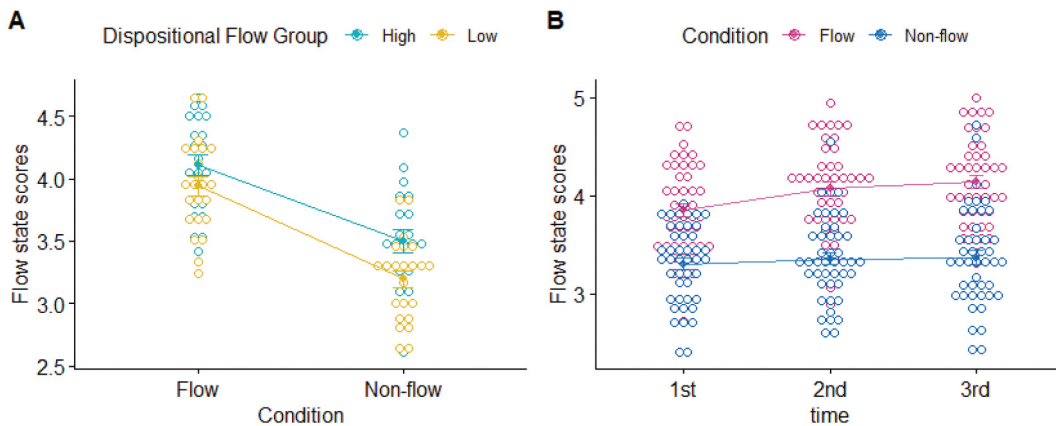 A
Dispositional Flow Group High Low
Flow state scores
4.5
4.0
3.5
3.0
2.5
Flow Non-flow
Condition
B
Condition Flow Non-flow
Flow state scores
5
4
3
1st 2nd 3rd
time